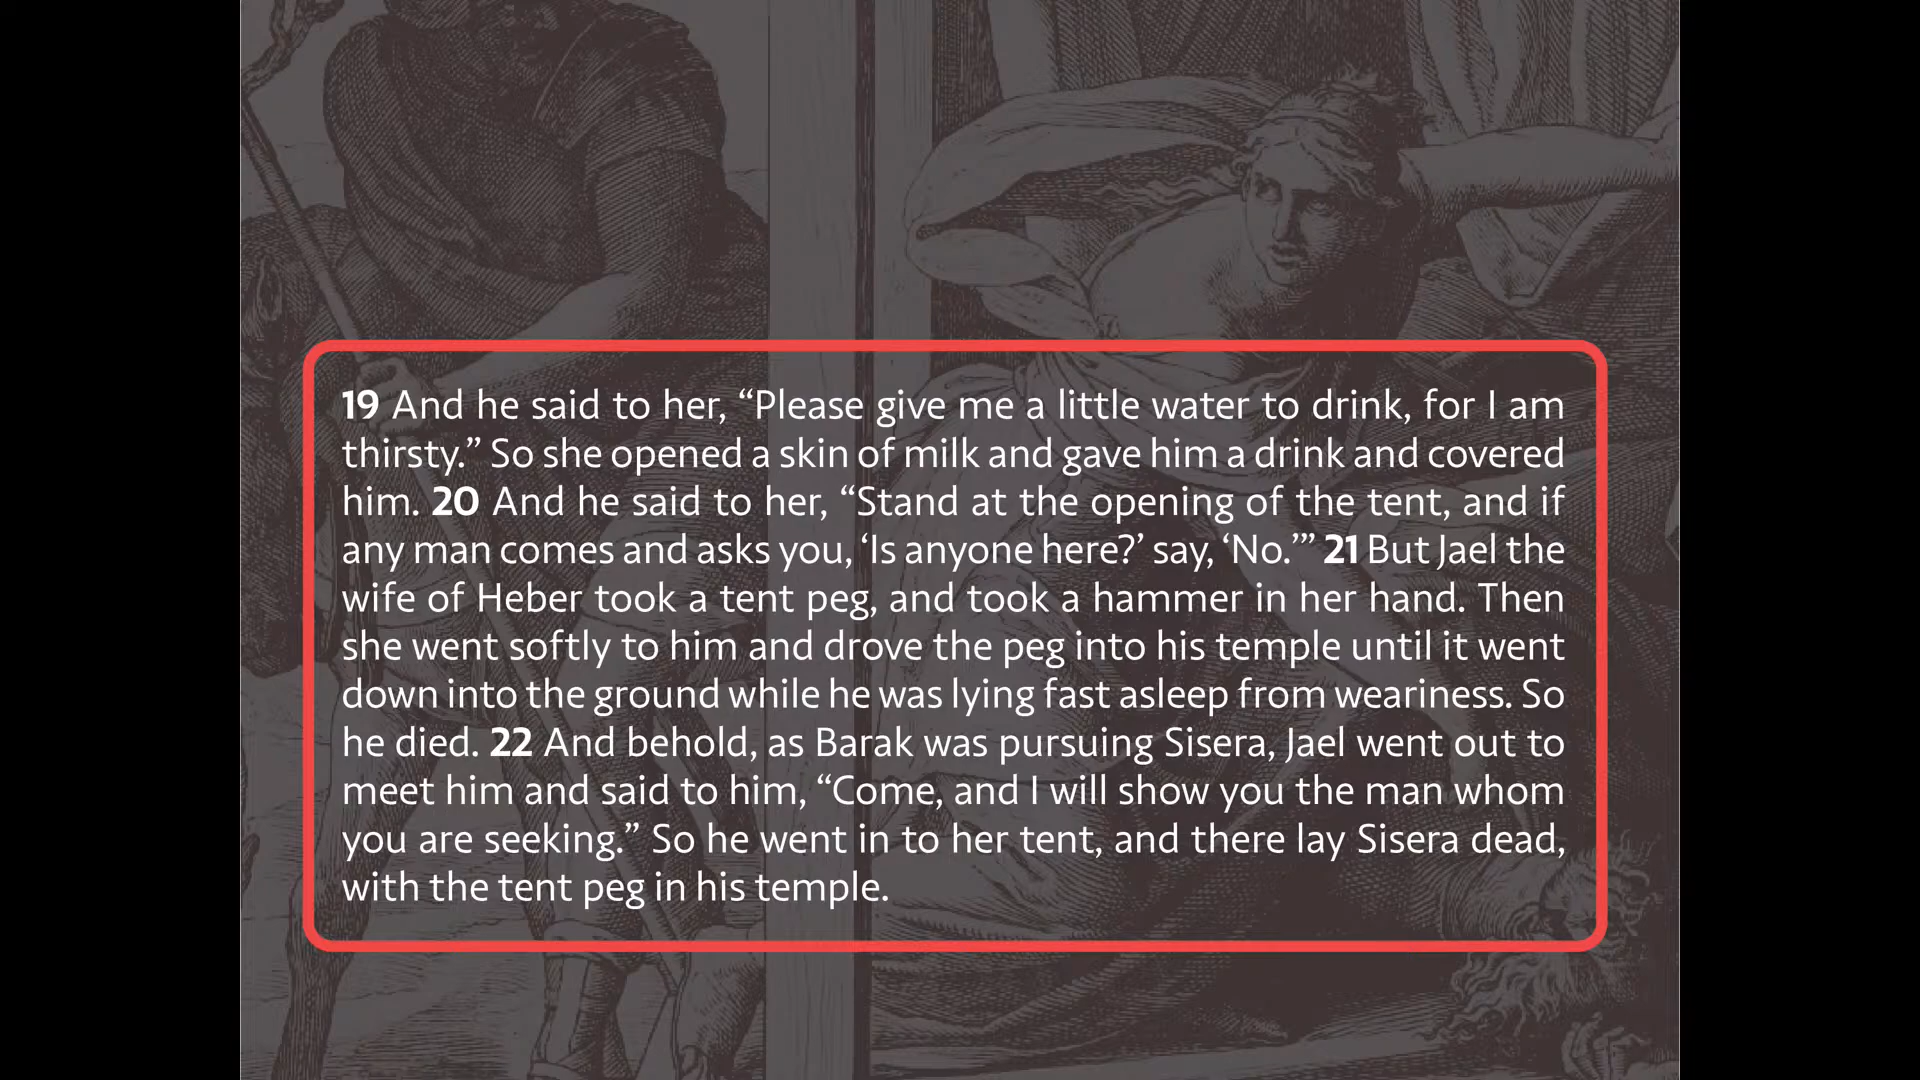 19 And he said to her, “Please give me a little water to drink, for I am
thirsty.” So she opened a skin of milk and gave him a drink and covered
him. 20 And he said to her, “Stand at the opening of the tent, and if
any man comes and asks you, ‘Is anyone here?’ say, ‘No.’” 21 But Jael the
wife of Heber took a tent peg, and took a hammer in her hand. Then
she went softly to him and drove the peg into his temple until it went
down into the ground while he was lying fast asleep from weariness. So
he died. 22 And behold, as Barak was pursuing Sisera, Jael went out to
meet him and said to him, “Come, and I will show you the man whom
you are seeking.” So he went in to her tent, and there lay Sisera dead,
with the tent peg in his temple.